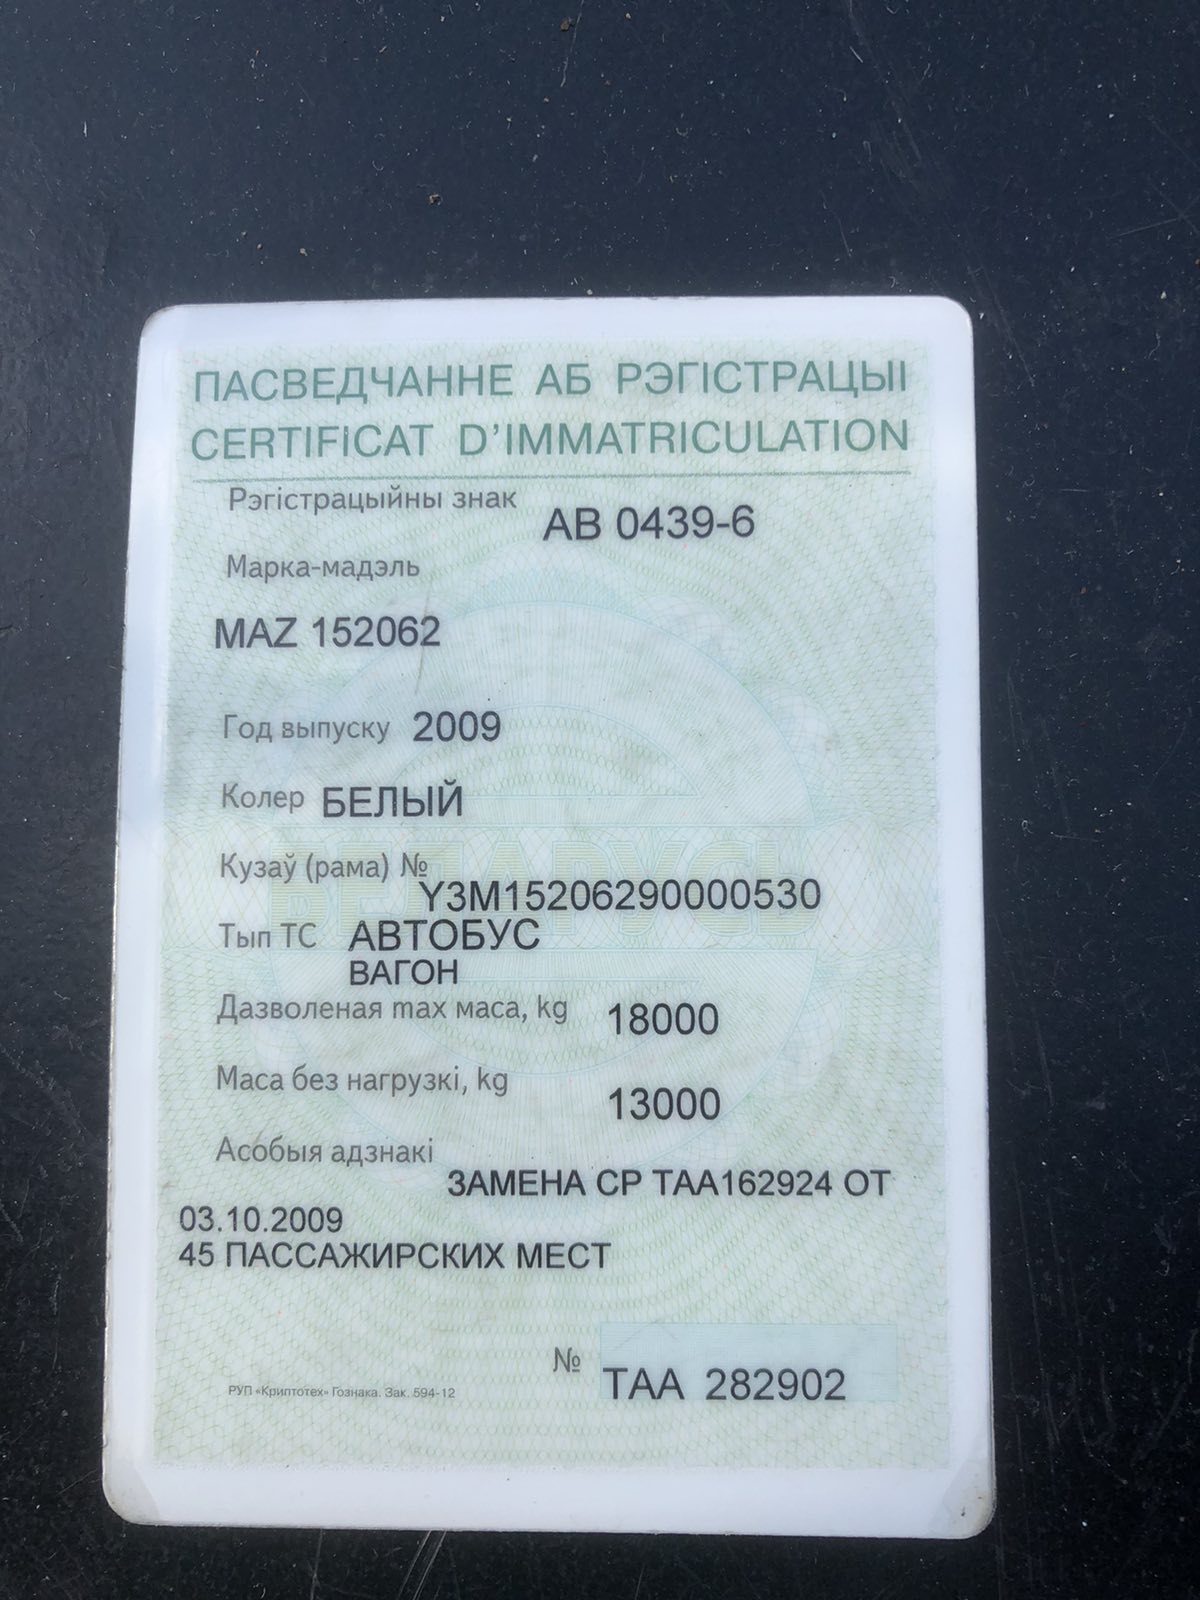 ПАСВЕДЧАННЕ АБ РЭГІСТРАЦЫІ
CERTIFICAT D'IMMATRICULATION
Рэгістрацыйны знак AB 0439-6
Марка-мадэль
MAZ 152062
Год выпуску 2009
Колер БЕЛЫЙ
Кузаў (рама) №
Y3M15206290000530
Тып ТС АВТОБУС
ВАГОН
Дазволеная max маса, kg 18000
Маса без нагрузкі, kg 13000
Асобыя адзнакі
ЗАМЕНА СР ТАА162924 ОТ
03.10.2009
45 ПАССАЖИРСКИХ МЕСТ
№ TAA 282902
РУП «Криптотех» Гознака. Зак. 594-12
БЕЛАРУСЬ